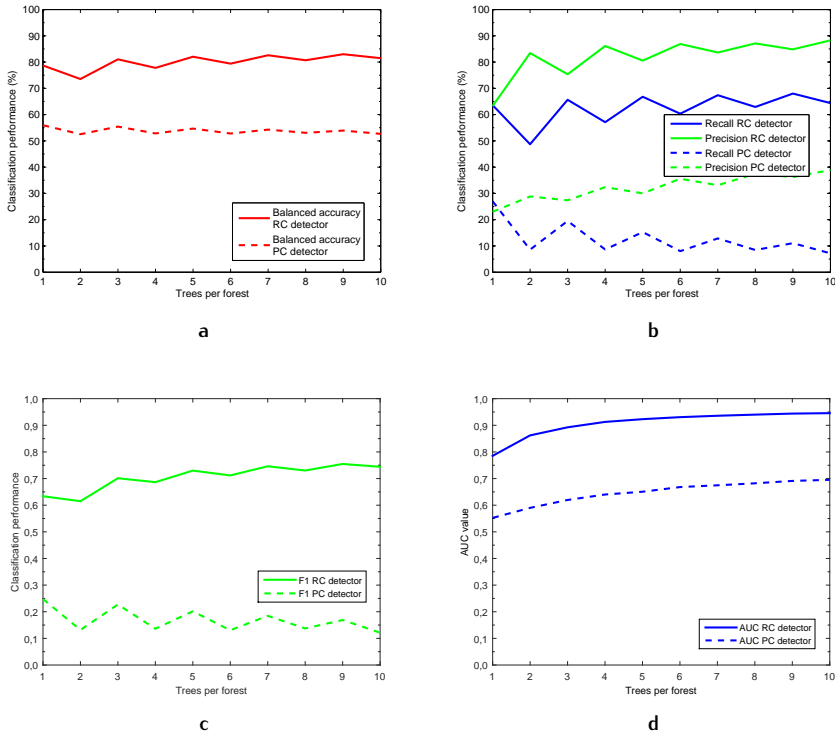 100
90
80
70
60
50
40
30
20
10
0
Classification performance (%)
Balanced accuracy
RC detector
Balanced accuracy
PC detector
1 2 3 4 5 6 7 8 9 10
Trees per forest
a
100
90
80
70
60
50
40
30
20
10
0
Classification performance (%)
Recall RC detector
Precision RC detector
Recall PC detector
Precision PC detector
1 2 3 4 5 6 7 8 9 10
Trees per forest
b
1,0
0,9
0,8
0,7
0,6
0,5
0,4
0,3
0,2
0,1
0,0
Classification performance
F1 RC detector
F1 PC detector
1 2 3 4 5 6 7 8 9 10
Trees per forest
c
1,0
0,9
0,8
0,7
0,6
0,5
0,4
0,3
0,2
0,1
0,0
AUC value
AUC RC detector
AUC PC detector
1 2 3 4 5 6 7 8 9 10
Trees per forest
d